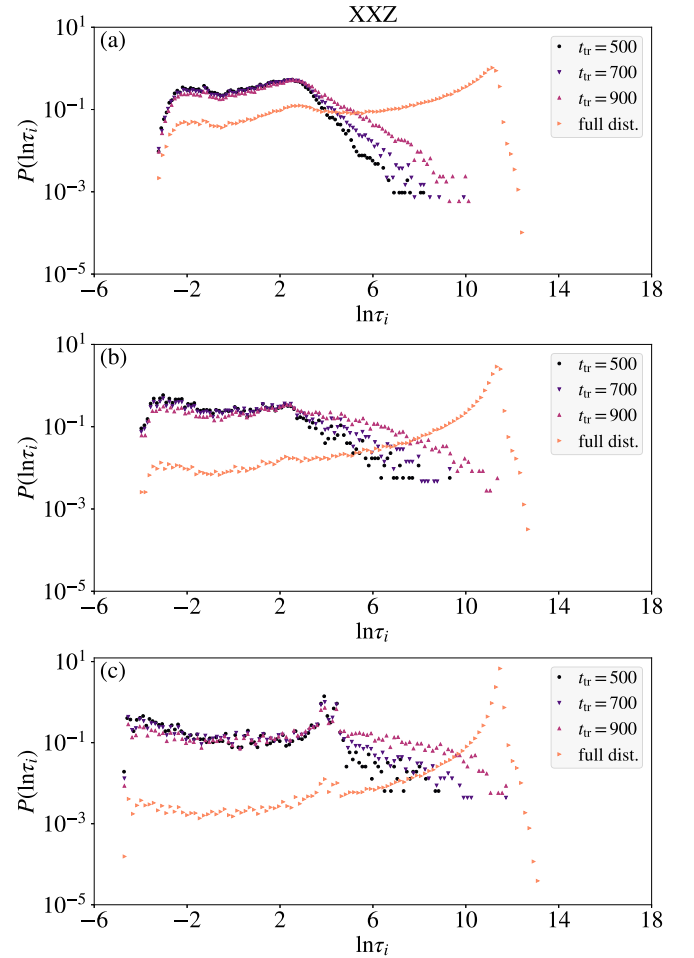 XXZ
(a)
10^1
10^-1
10^-3
10^-5
P(lnτ_i)
t_tr = 500
t_tr = 700
t_tr = 900
full dist.
−6 −2 2 6 10 14 18
lnτ_i
(b)
10^1
10^-1
10^-3
10^-5
P(lnτ_i)
t_tr = 500
t_tr = 700
t_tr = 900
full dist.
−6 −2 2 6 10 14 18
lnτ_i
(c)
10^1
10^-1
10^-3
10^-5
P(lnτ_i)
t_tr = 500
t_tr = 700
t_tr = 900
full dist.
−6 −2 2 6 10 14 18
lnτ_i